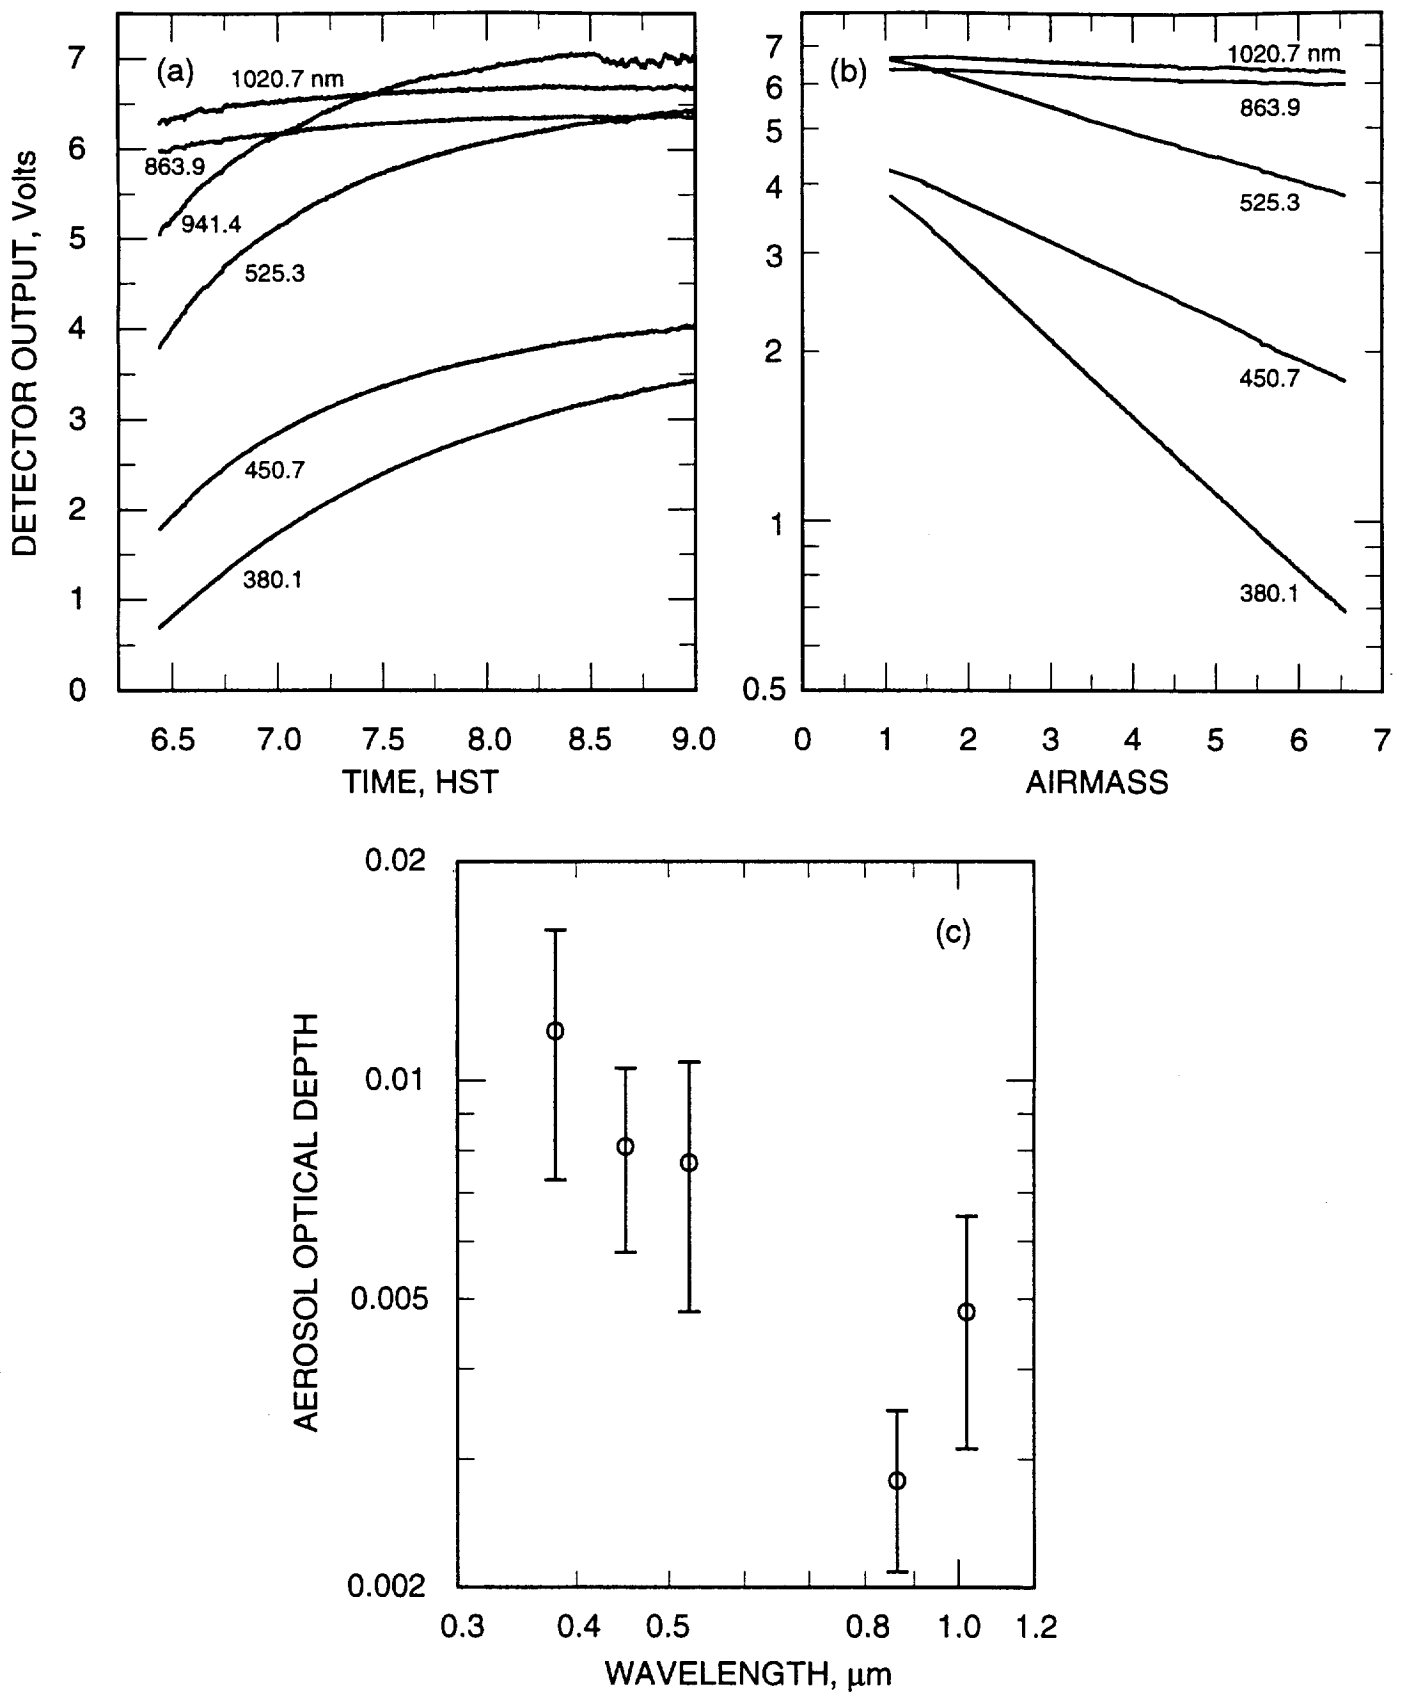 (a)
1020.7 nm
863.9
941.4
525.3
450.7
380.1
7
6
5
4
3
2
1
0
DETECTOR OUTPUT, Volts
6.5 7.0 7.5 8.0 8.5 9.0
TIME, HST
(b)
1020.7 nm
863.9
525.3
450.7
380.1
7
6
5
4
3
2
1
0.5
0 1 2 3 4 5 6 7
AIRMASS
(c)
0.02
0.01
0.005
0.002
AEROSOL OPTICAL DEPTH
0.3 0.4 0.5 0.8 1.0 1.2
WAVELENGTH, μm